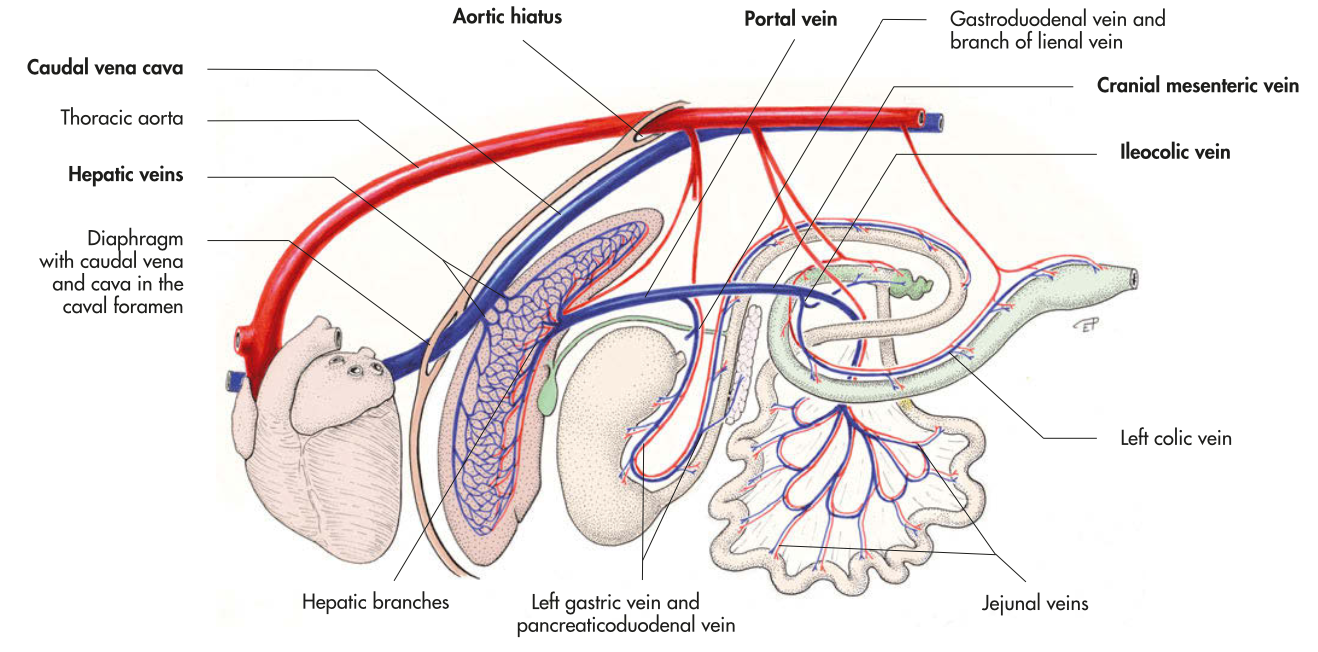 Aortic hiatus
Portal vein
Gastroduodenal vein and
branch of lienal vein
Caudal vena cava
Cranial mesenteric vein
Thoracic aorta
Ileocolic vein
Hepatic veins
Diaphragm
with caudal vena
and cava in the
caval foramen
Left colic vein
Hepatic branches
Left gastric vein and
pancreaticoduodenal vein
Jejunal veins